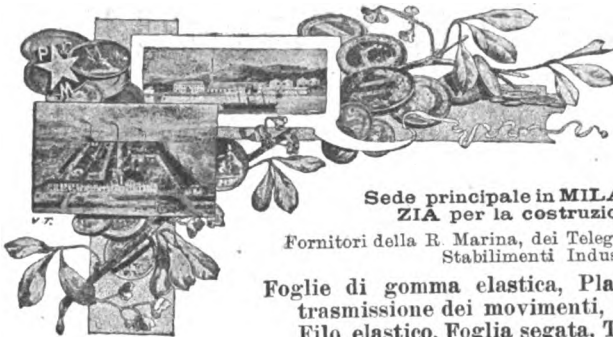 P
M
V.T.
Sede principale in MILA
ZIA per la costruzio
Fornitori della R. Marina, dei Teleg
Stabilimenti Indus
Foglie di gomma elastica, Pla
trasmissione dei movimenti,
Filo elastico, Foglia segata, T